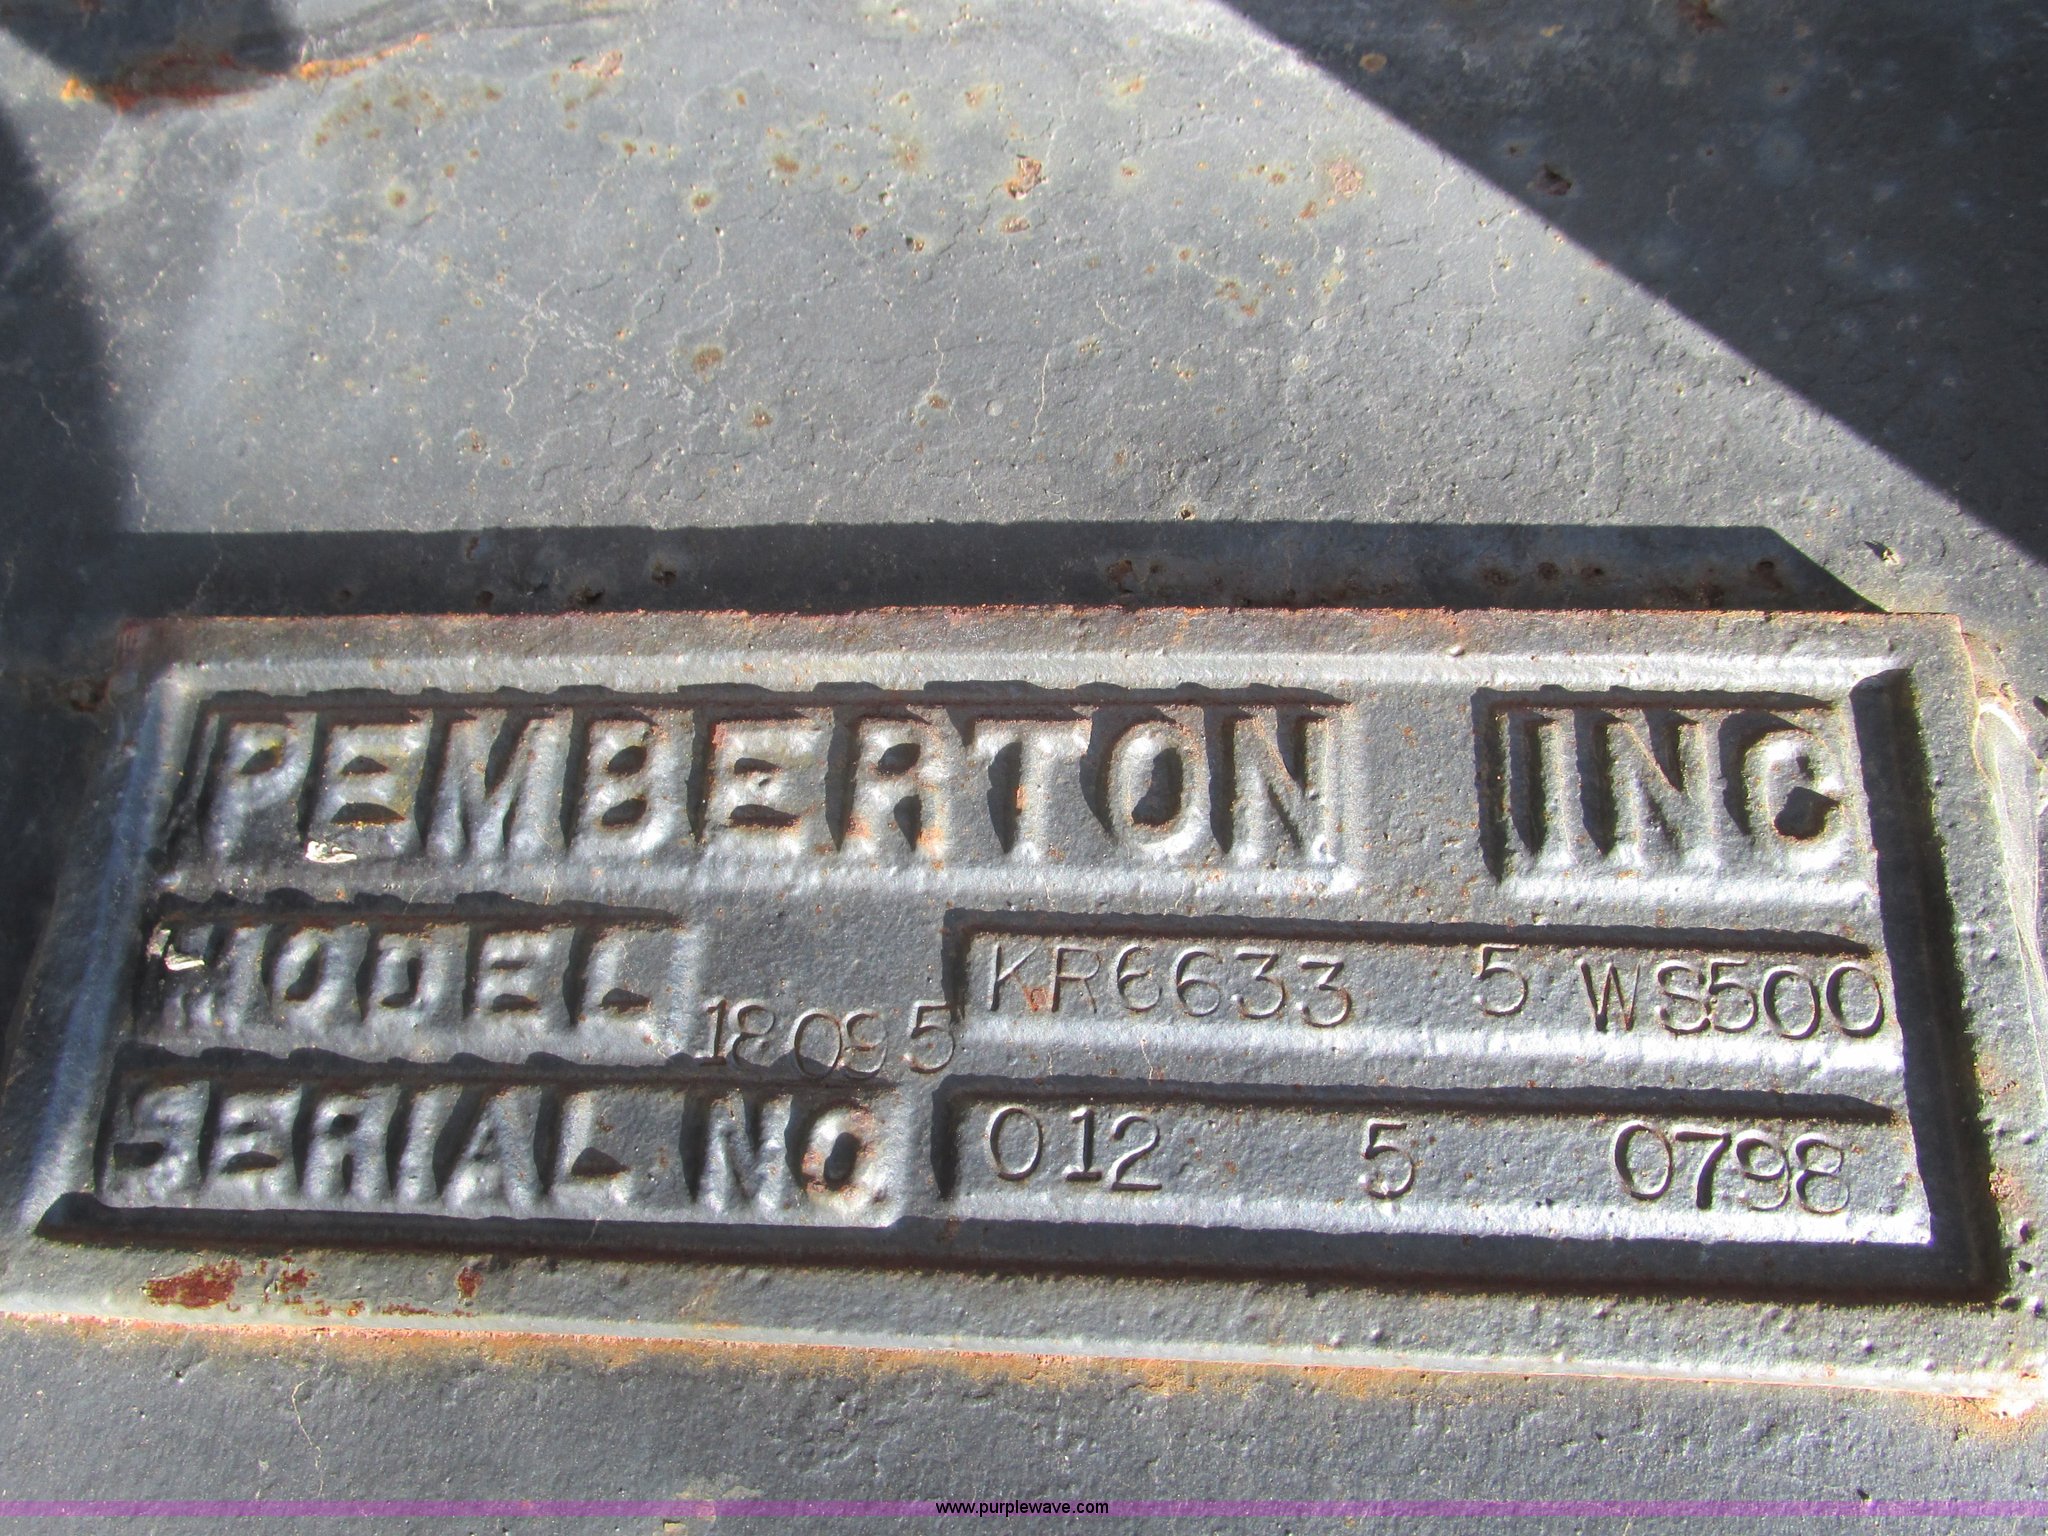 PEMBERTON INC
MODEL KR6633 5 WS500
18095
SERIAL NO 012 5 0798
www.purplewave.com